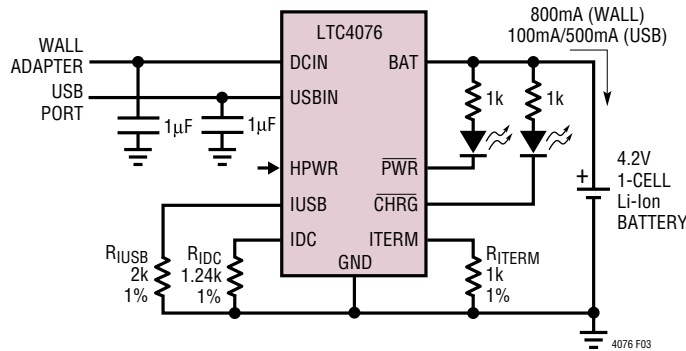 800mA (WALL)
100mA/500mA (USB)
LTC4076
WALL
ADAPTER
DCIN
BAT
USB
PORT
USBIN
1k
1k
1µF
1µF
HPWR
PWR
4.2V
1-CELL
Li-Ion
BATTERY
+
IUSB
CHRG
IDC
ITERM
GND
RIUSB
2k
1%
RIDC
1.24k
1%
RITERM
1k
1%
4076 F03